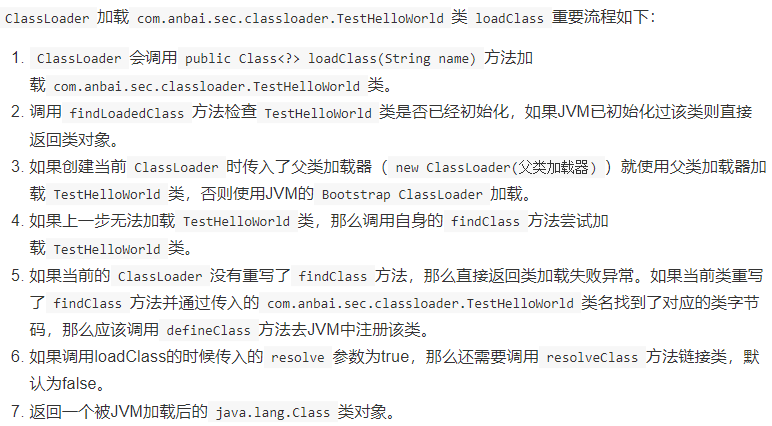 ClassLoader 加载 com.anbai.sec.classloader.TestHelloWorld 类 loadClass 重要流程如下：
1. ClassLoader 会调用 public Class<?> loadClass(String name) 方法加
载 com.anbai.sec.classloader.TestHelloWorld 类。
2. 调用 findLoadedClass 方法检查 TestHelloWorld 类是否已经初始化，如果JVM已初始化过该类则直接
返回类对象。
3. 如果创建当前 ClassLoader 时传入了父类加载器（ new ClassLoader(父类加载器) ）就使用父类加载器加
载 TestHelloWorld 类，否则使用JVM的 Bootstrap ClassLoader 加载。
4. 如果上一步无法加载 TestHelloWorld 类，那么调用自身的 findClass 方法尝试加
载 TestHelloWorld 类。
5. 如果当前的 ClassLoader 没有重写了 findClass 方法，那么直接返回类加载失败异常。如果当前类重写
了 findClass 方法并通过传入的 com.anbai.sec.classloader.TestHelloWorld 类名找到了对应的类字节
码，那么应该调用 defineClass 方法去JVM中注册该类。
6. 如果调用loadClass的时候传入的 resolve 参数为true，那么还需要调用 resolveClass 方法链接类，默
认为false。
7. 返回一个被JVM加载后的 java.lang.Class 类对象。